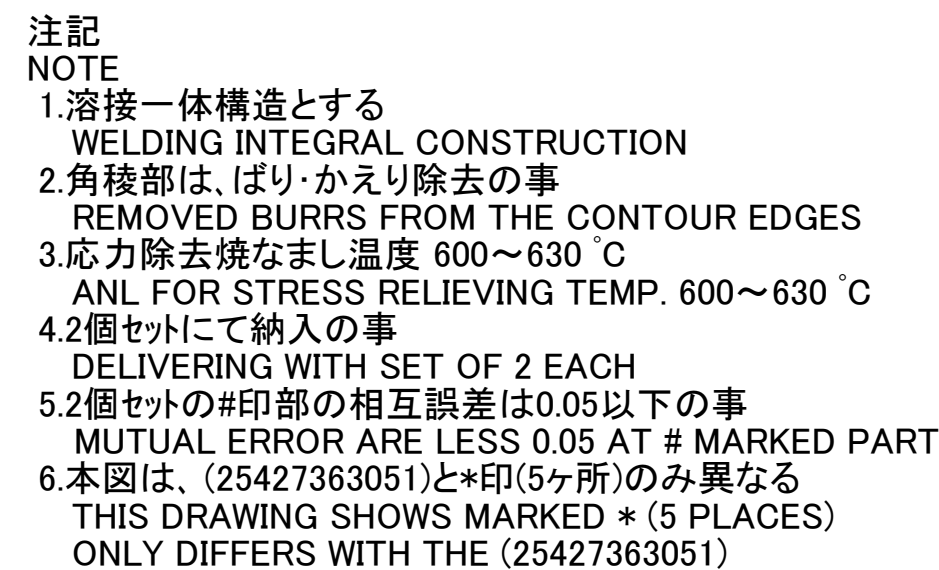 注記
NOTE
1.溶接一体構造とする
WELDING INTEGRAL CONSTRUCTION
2.角稜部は、ばり・かえり除去の事
REMOVED BURRS FROM THE CONTOUR EDGES
3.応力除去焼なまし温度 600～630 ゜C
ANL FOR STRESS RELIEVING TEMP. 600～630 ゜C
4.2個ｾｯﾄにて納入の事
DELIVERING WITH SET OF 2 EACH
5.2個ｾｯﾄの#印部の相互誤差は0.05以下の事
MUTUAL ERROR ARE LESS 0.05 AT # MARKED PART
6.本図は、(25427363051)と*印(5ヶ所)のみ異なる
THIS DRAWING SHOWS MARKED * (5 PLACES)
ONLY DIFFERS WITH THE (25427363051)